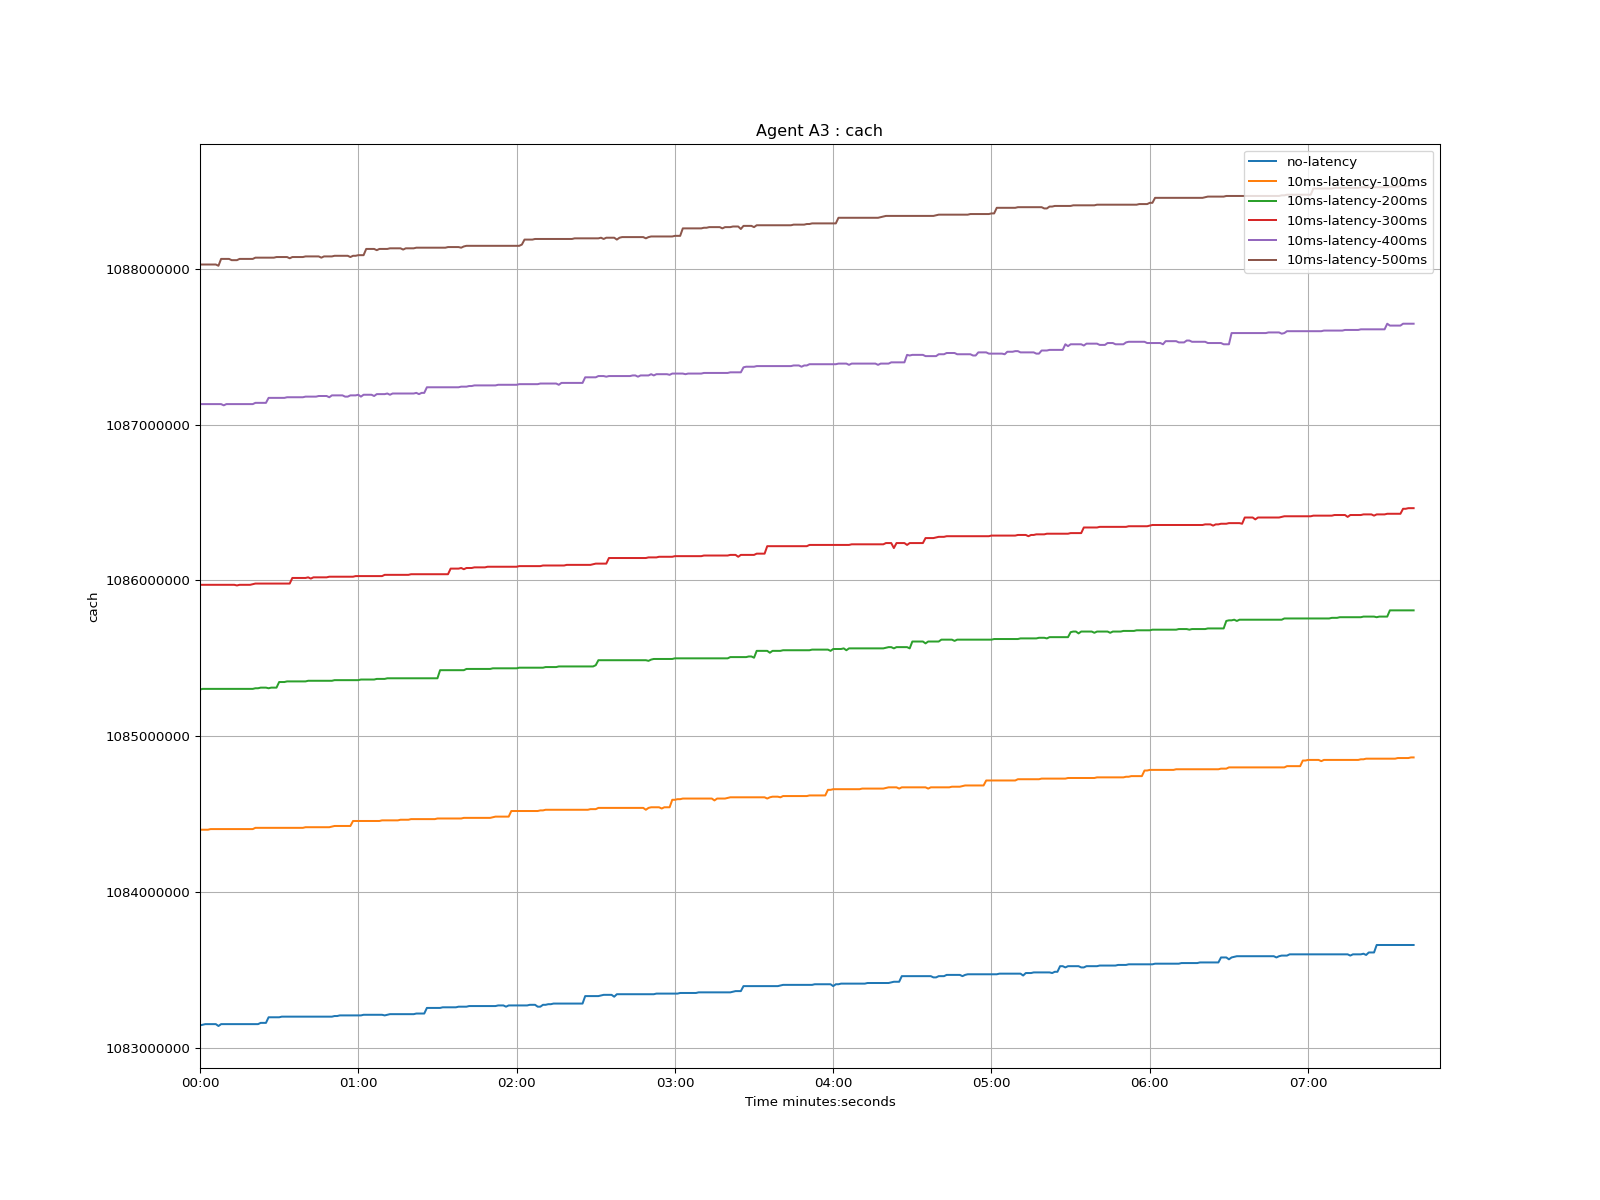 Agent A3 : cach
no-latency
10ms-latency-100ms
10ms-latency-200ms
10ms-latency-300ms
10ms-latency-400ms
10ms-latency-500ms
1088000000
1087000000
1086000000
cach
1085000000
1084000000
1083000000
00:00 01:00 02:00 03:00 04:00 05:00 06:00 07:00
Time minutes:seconds